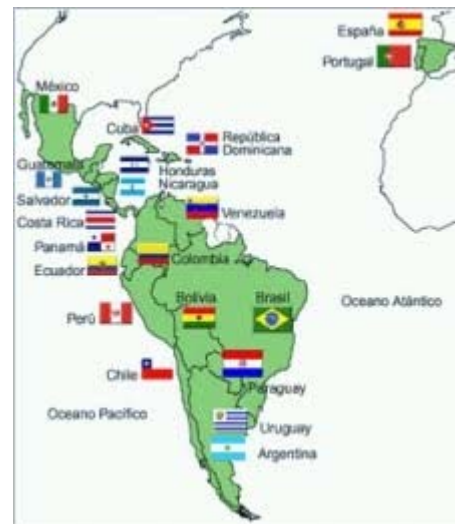 España
Portugal
México
Cuba
República
Dominicana
Guatemala
Honduras
Nicaragua
Salvador
Costa Rica
Venezuela
Panamá
Ecuador
Colombia
Bolivia
Brasil
Oceano Atántico
Perú
Chile
Paraguay
Oceano Pacífico
Uruguay
Argentina